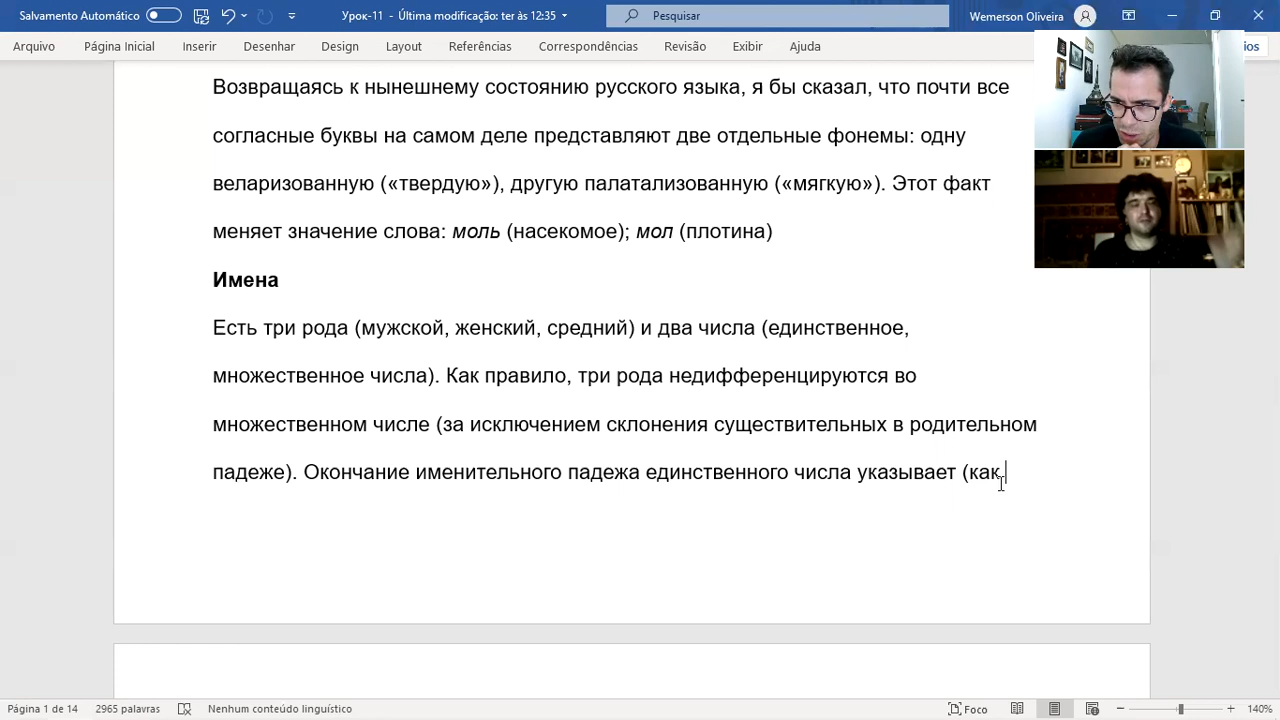 Salvamento Automático
Урок-11
Última modificação: ter às 12:35
Pesquisar
Wemerson Ferreira
Arquivo
Página Inicial
Inserir
Desenhar
Design
Layout
Referências
Correspondências
Revisão
Exibir
Ajuda
ios
Возвращаясь к нынешнему состоянию русского языка, я бы сказал, что почти все
согласные буквы на самом деле представляют две отдельные фонемы: одну
веларизованную («твердую»), другую палатализованную («мягкую»). Этот факт
меняет значение слова: моль (насекомое); мол (плотина)
Имена
Есть три рода (мужской, женский, средний) и два числа (единственное,
множественное числа). Как правило, три рода недифференцируются во
множественном числе (за исключением склонения существительных в родительном
падеже). Окончание именительного падежа единственного числа указывает (как
Página 1 de 14
2965 palavras
Nenhum conteúdo linguístico
Foco
140%